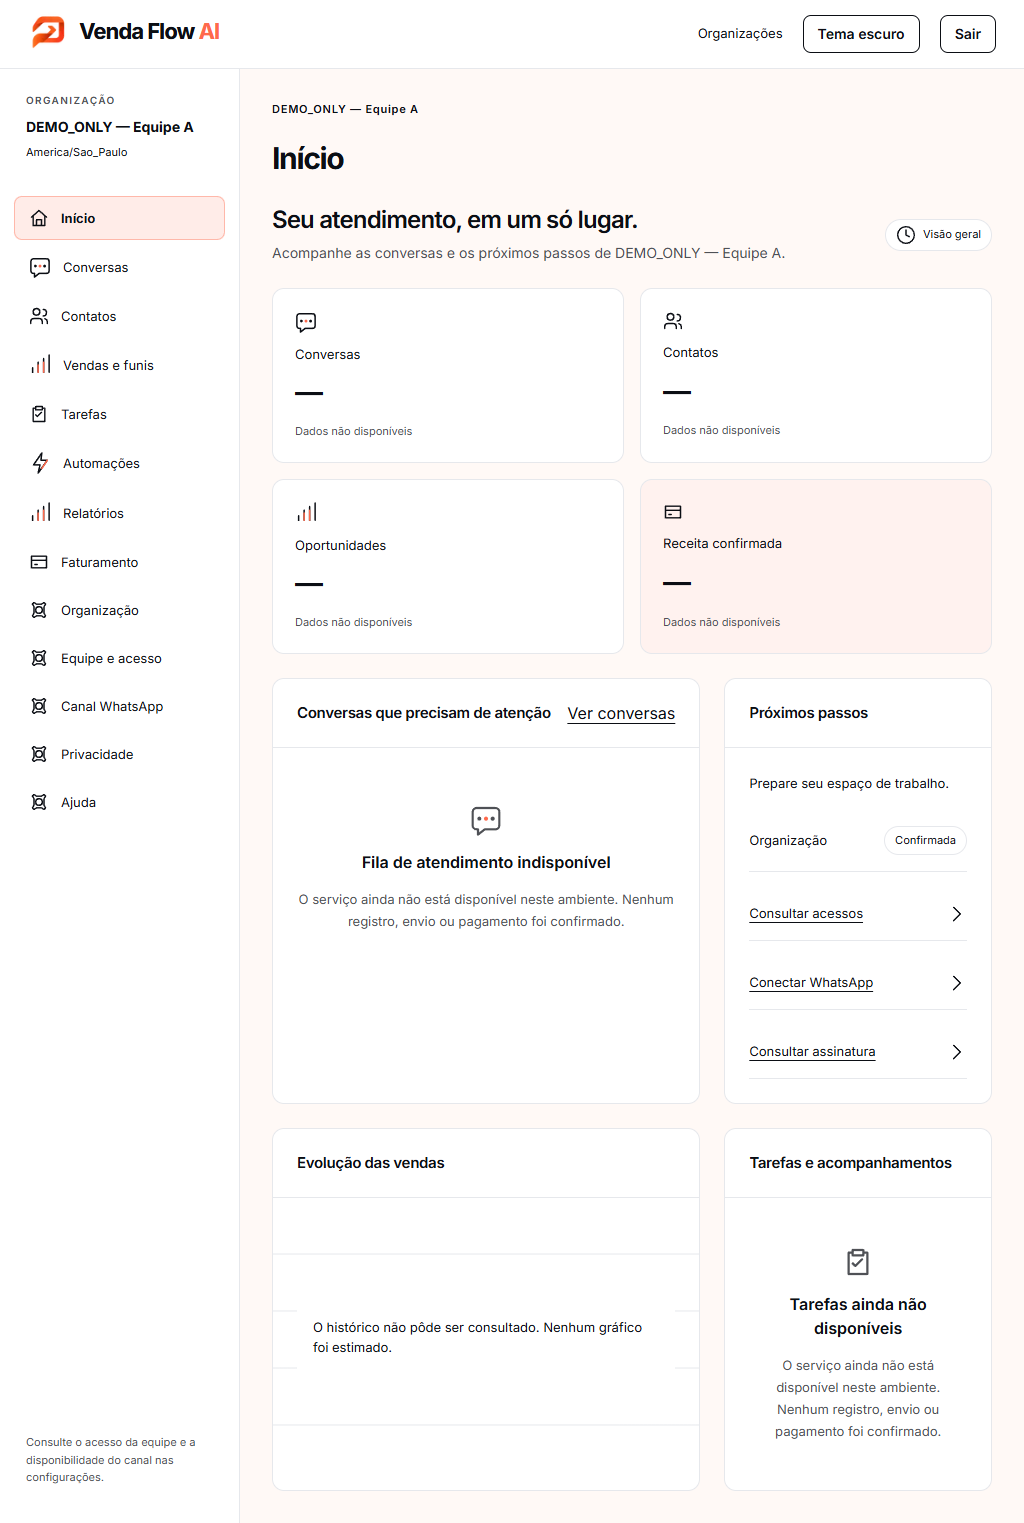 Venda Flow AI
Organizações
Tema escuro
Sair
ORGANIZAÇÃO
DEMO_ONLY — Equipe A
America/Sao_Paulo
Início
Conversas
Contatos
Vendas e funis
Tarefas
Automações
Relatórios
Faturamento
Organização
Equipe e acesso
Canal WhatsApp
Privacidade
Ajuda
Consulte o acesso da equipe e a
disponibilidade do canal nas
configurações.
DEMO_ONLY — Equipe A
Início
Seu atendimento, em um só lugar.
Acompanhe as conversas e os próximos passos de DEMO_ONLY — Equipe A.
Visão geral
Conversas
—
Dados não disponíveis
Contatos
—
Dados não disponíveis
Oportunidades
—
Dados não disponíveis
Receita confirmada
—
Dados não disponíveis
Conversas que precisam de atenção
Ver conversas
Fila de atendimento indisponível
O serviço ainda não está disponível neste ambiente. Nenhum
registro, envio ou pagamento foi confirmado.
Próximos passos
Prepare seu espaço de trabalho.
Organização
Confirmada
Consultar acessos
Conectar WhatsApp
Consultar assinatura
Evolução das vendas
O histórico não pôde ser consultado. Nenhum gráfico
foi estimado.
Tarefas e acompanhamentos
Tarefas ainda não
disponíveis
O serviço ainda não está
disponível neste ambiente.
Nenhum registro, envio ou
pagamento foi confirmado.